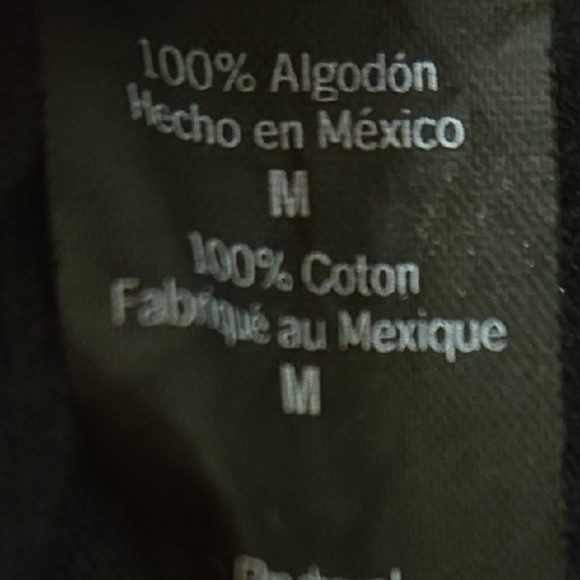 100% Algodón
Hecho en México
M
100% Coton
Fabriqué au Mexique
M